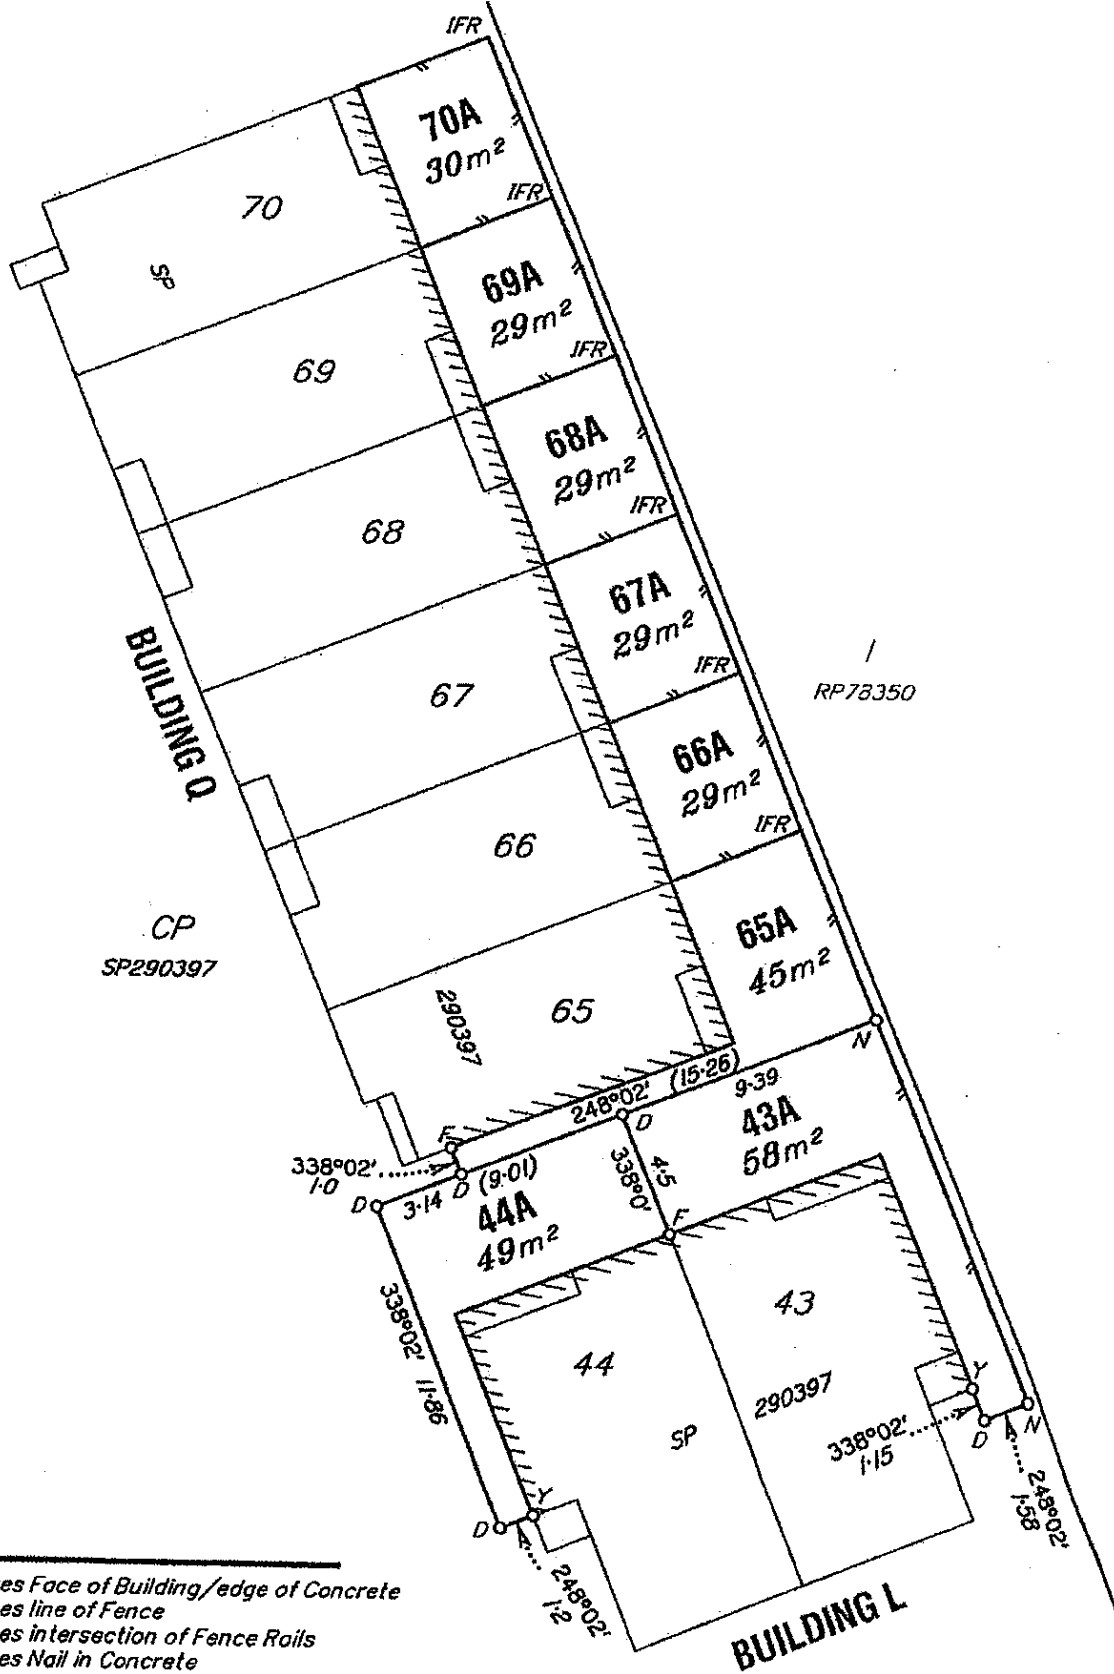 IFR
70A
30m²
70
SP
IFR
69A
29m²
69
IFR
68A
29m²
68
IFR
67A
29m²
67
IFR
RP78350
BUILDING Q
66A
29m²
66
IFR
65A
45m²
CP
SP290397
290397
65
N
(15·26)
9·39
248°02'
D
43A
58m²
F
338°02'
1·0
D
(9·01)
3·14
D
44A
49m²
4·5
338°0'
F
338°02'
11·86
43
44
290397
SP
Y
338°02'
1·15
D
N
248°02'
1·58
Y
D
248°02'
1·2
BUILDING L
es Face of Building/edge of Concrete
es line of Fence
es intersection of Fence Rails
es Nail in Concrete